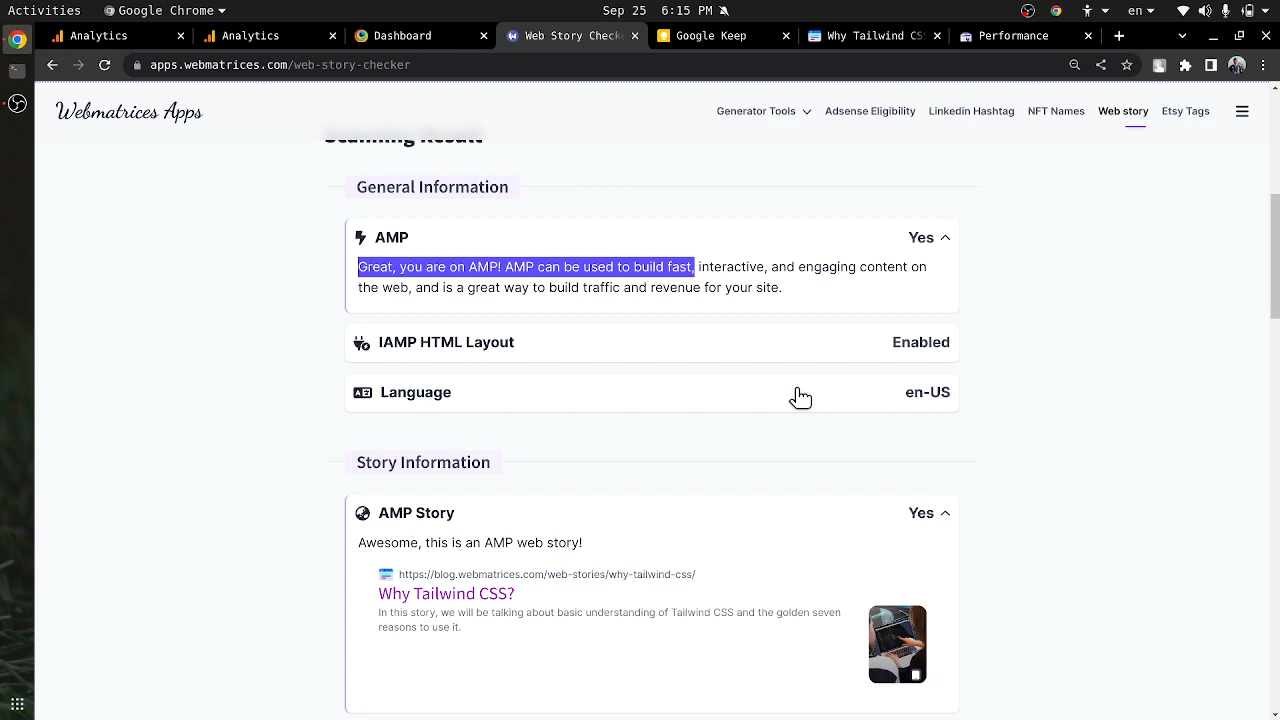 Activities
Google Chrome
Sep 25 6:15 PM
en
Analytics
Analytics
Dashboard
Web Story Checke
Google Keep
Why Tailwind CS
Performance
apps.webmatrices.com/web-story-checker
Webmatrices Apps
Generator Tools
Adsense Eligibility
Linkedin Hashtag
NFT Names
Web story
Etsy Tags
Scanning Result
General Information
AMP
Yes
Great, you are on AMP! AMP can be used to build fast, interactive, and engaging content on
the web, and is a great way to build traffic and revenue for your site.
IAMP HTML Layout
Enabled
Language
en-US
Story Information
AMP Story
Yes
Awesome, this is an AMP web story!
https://blog.webmatrices.com/web-stories/why-tailwind-css/
Why Tailwind CSS?
In this story, we will be talking about basic understanding of Tailwind CSS and the golden seven
reasons to use it.